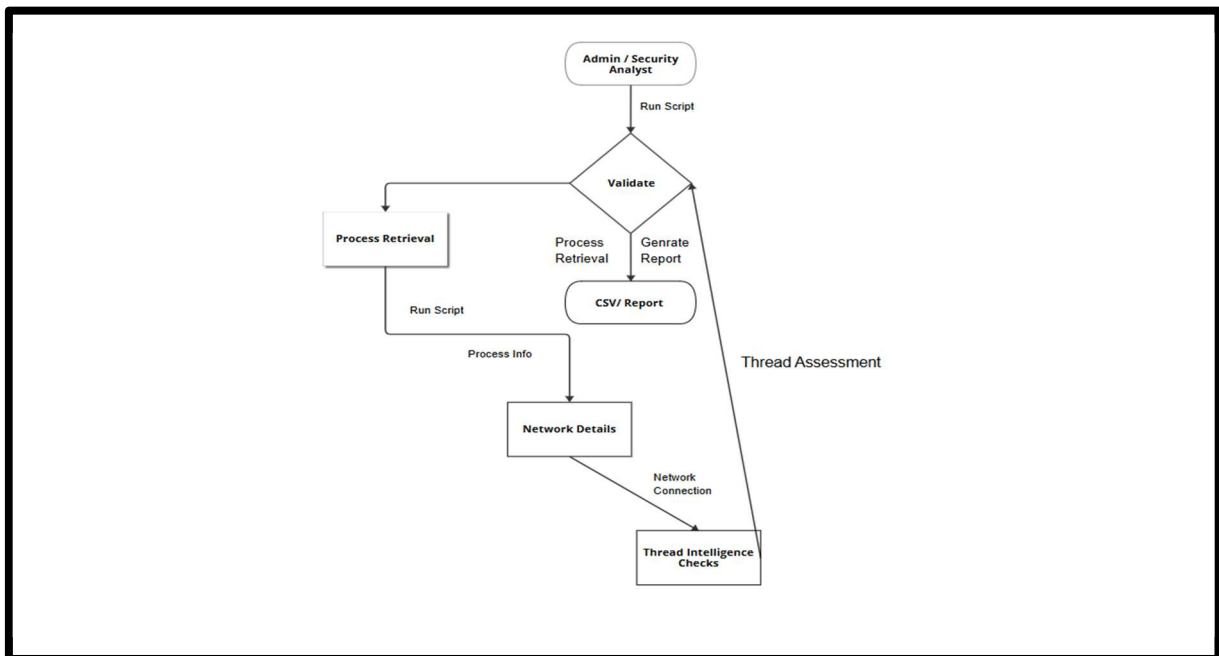 Admin / Security
Analyst
Run Script
Validate
Process Retrieval
Process
Retrieval
Genrate
Report
CSV/ Report
Run Script
Process Info
Thread Assessment
Network Details
Network
Connection
Thread Intelligence
Checks